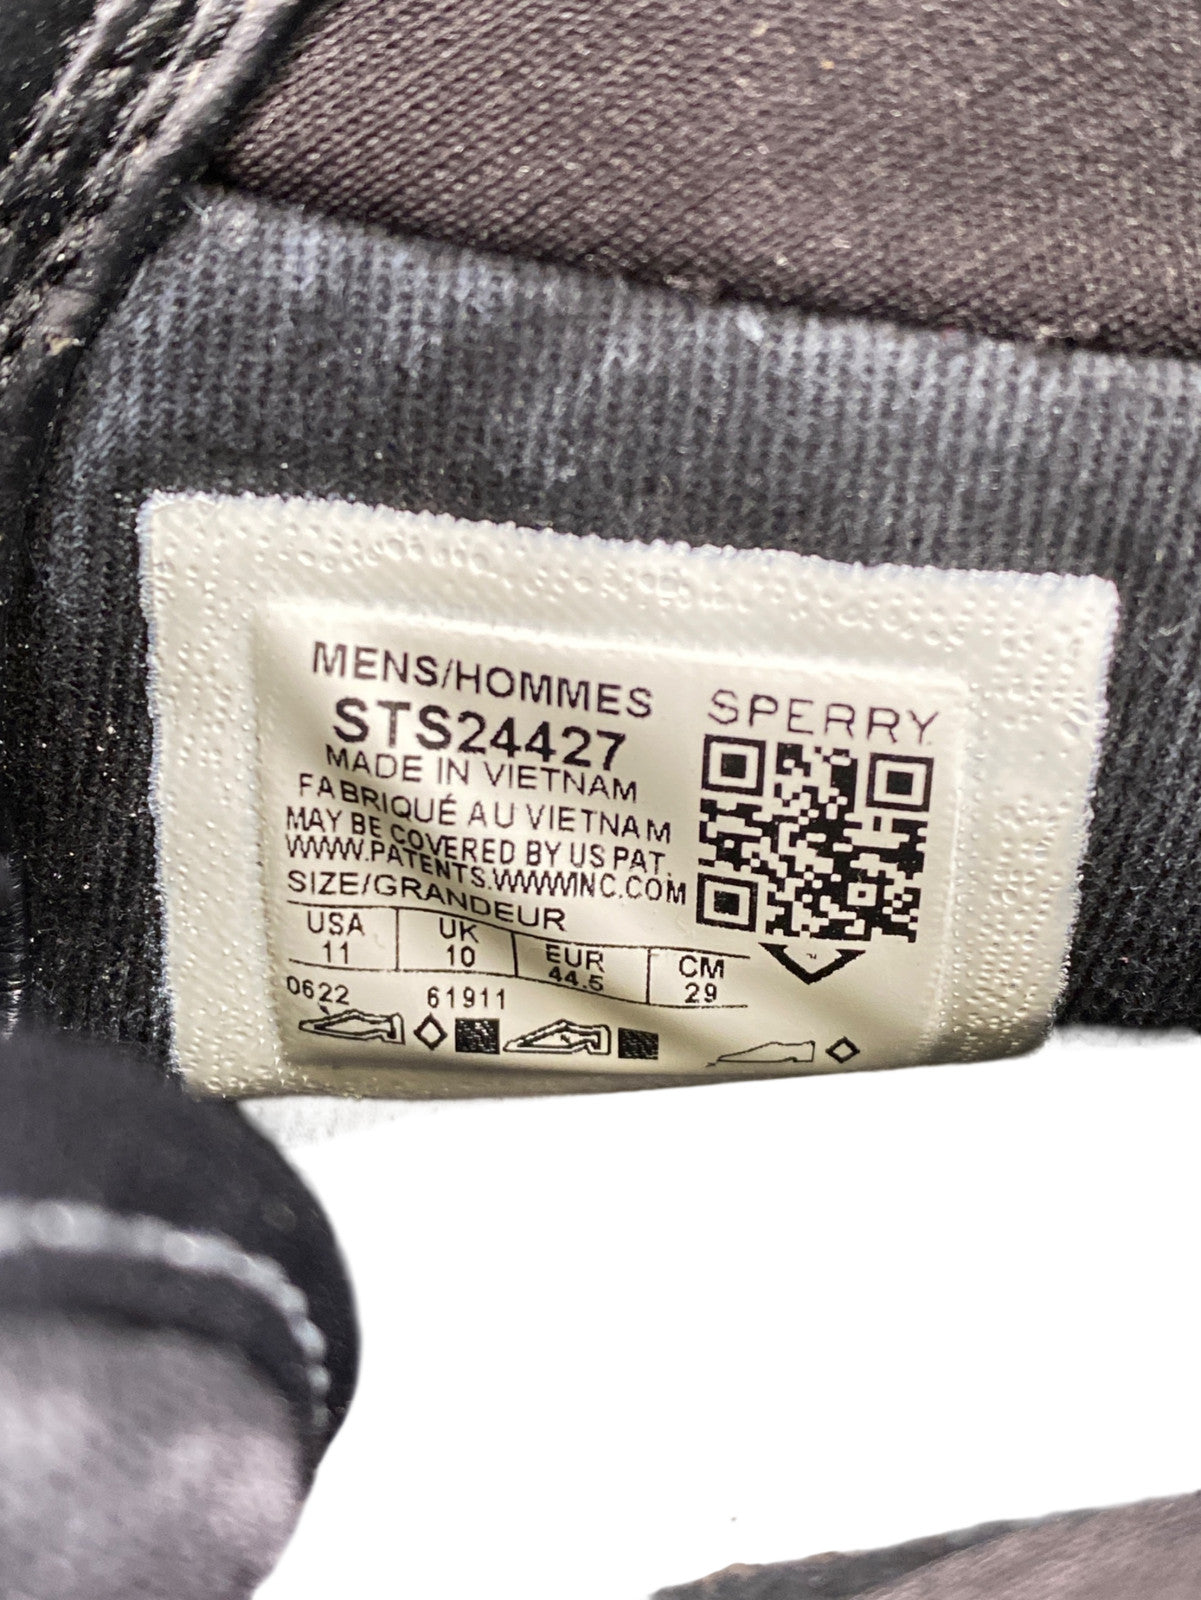 MENS/HOMMES
STS24427
MADE IN VIETNAM
FABRIQUÉ AU VIETNAM
MAY BE COVERED BY US PAT.
WWW.PATENTS.WWWINC.COM
SIZE/GRANDEUR
USA UK EUR CM
11 10 44.5 29
0622 61911
SPERRY